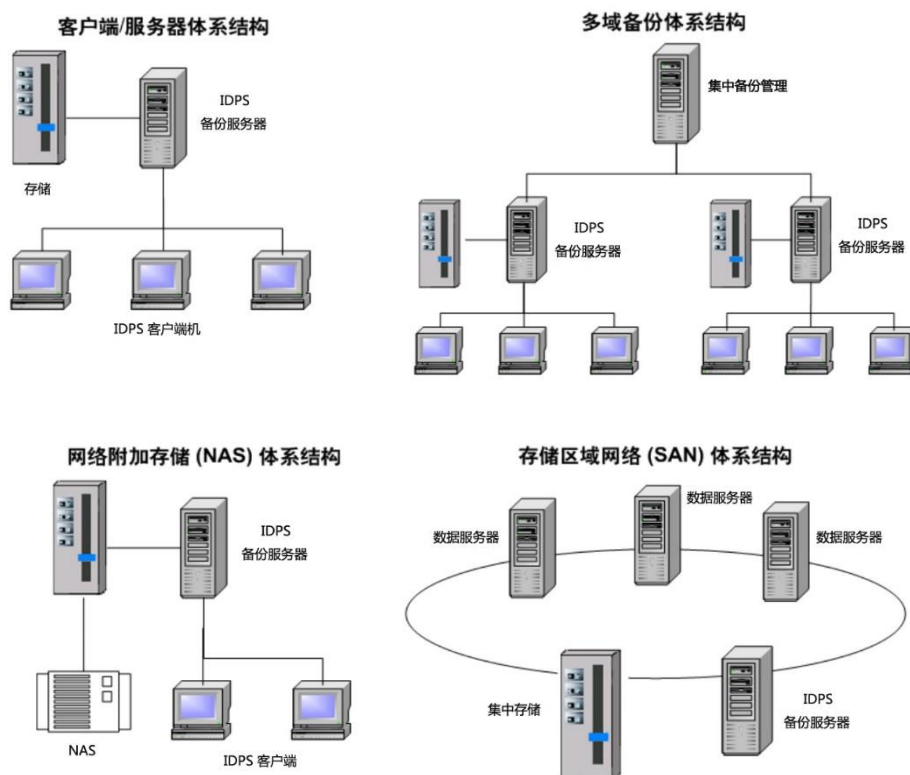 客户端/服务器体系结构
IDPS
备份服务器
存储
IDPS 客户端机
多域备份体系结构
集中备份管理
IDPS
备份服务器
IDPS
备份服务器
网络附加存储 (NAS) 体系结构
IDPS
备份服务器
NAS
IDPS 客户端
存储区域网络 (SAN) 体系结构
数据服务器
数据服务器
数据服务器
集中存储
IDPS
备份服务器